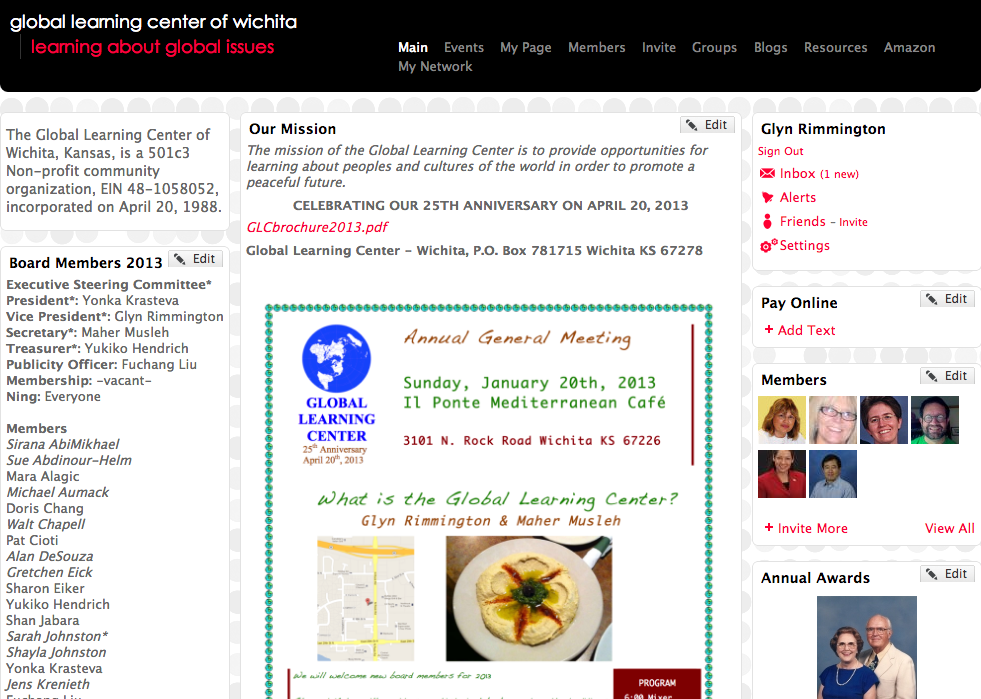 global learning center of wichita
learning about global issues
Main Events My Page Members Invite Groups Blogs Resources Amazon
My Network
The Global Learning Center of
Wichita, Kansas, is a 501c3
Non-profit community
organization, EIN 48-1058052,
incorporated on April 20, 1988.
Board Members 2013
Edit
Executive Steering Committee*
President*: Yonka Krasteva
Vice President*: Glyn Rimmington
Secretary*: Maher Musleh
Treasurer*: Yukiko Hendrich
Publicity Officer: Fuchang Liu
Membership: -vacant-
Ning: Everyone
Members
Sirana AbiMikhael
Sue Abdinour-Helm
Mara Alagic
Michael Aumack
Doris Chang
Walt Chapell
Pat Cioti
Alan DeSouza
Gretchen Eick
Sharon Eiker
Yukiko Hendrich
Shan Jabara
Sarah Johnston*
Shayla Johnston
Yonka Krasteva
Jens Krenieth
Fuchang Liu
Our Mission
Edit
The mission of the Global Learning Center is to provide opportunities for
learning about peoples and cultures of the world in order to promote a
peaceful future.
CELEBRATING OUR 25TH ANNIVERSARY ON APRIL 20, 2013
GLCbrochure2013.pdf
Global Learning Center - Wichita, P.O. Box 781715 Wichita KS 67278
GLOBAL
LEARNING
CENTER
25th Anniversary
April 20th, 2013
Annual General Meeting
Sunday, January 20th, 2013
Il Ponte Mediterranean Café
3101 N. Rock Road Wichita KS 67226
What is the Global Learning Center?
Glyn Rimmington & Maher Musleh
We will welcome new board members for 2013
PROGRAM
6:00 Mixer
Glyn Rimmington
Sign Out
Inbox (1 new)
Alerts
Friends - Invite
Settings
Pay Online
Edit
+ Add Text
Members
Edit
+ Invite More
View All
Annual Awards
Edit